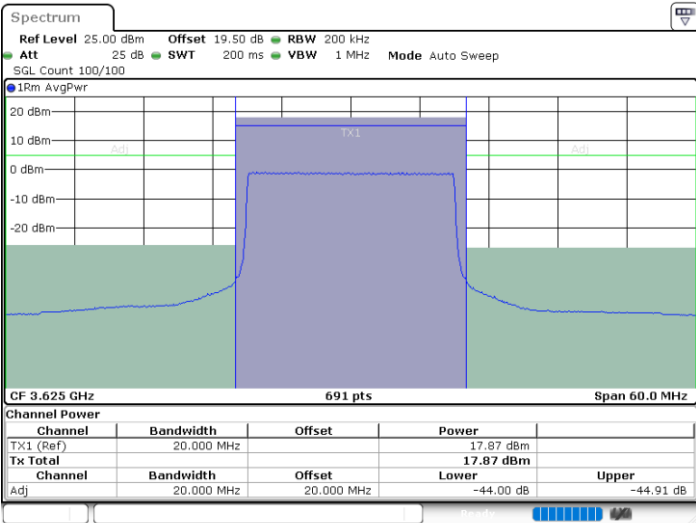 Spectrum
Ref Level 25.00 dBm Offset 19.50 dB RBW 200 kHz
Att 25 dB SWT 200 ms VBW 1 MHz Mode Auto Sweep
SGL Count 100/100
1Rm AvgPwr
20 dBm
TX1
10 dBm
Adj Adj
0 dBm
-10 dBm
-20 dBm
CF 3.625 GHz 691 pts Span 60.0 MHz
Channel Power
Channel Bandwidth Offset Power
TX1 (Ref) 20.000 MHz 17.87 dBm
Tx Total 17.87 dBm
Channel Bandwidth Offset Lower Upper
Adj 20.000 MHz 20.000 MHz -44.00 dB -44.91 dB
Ready